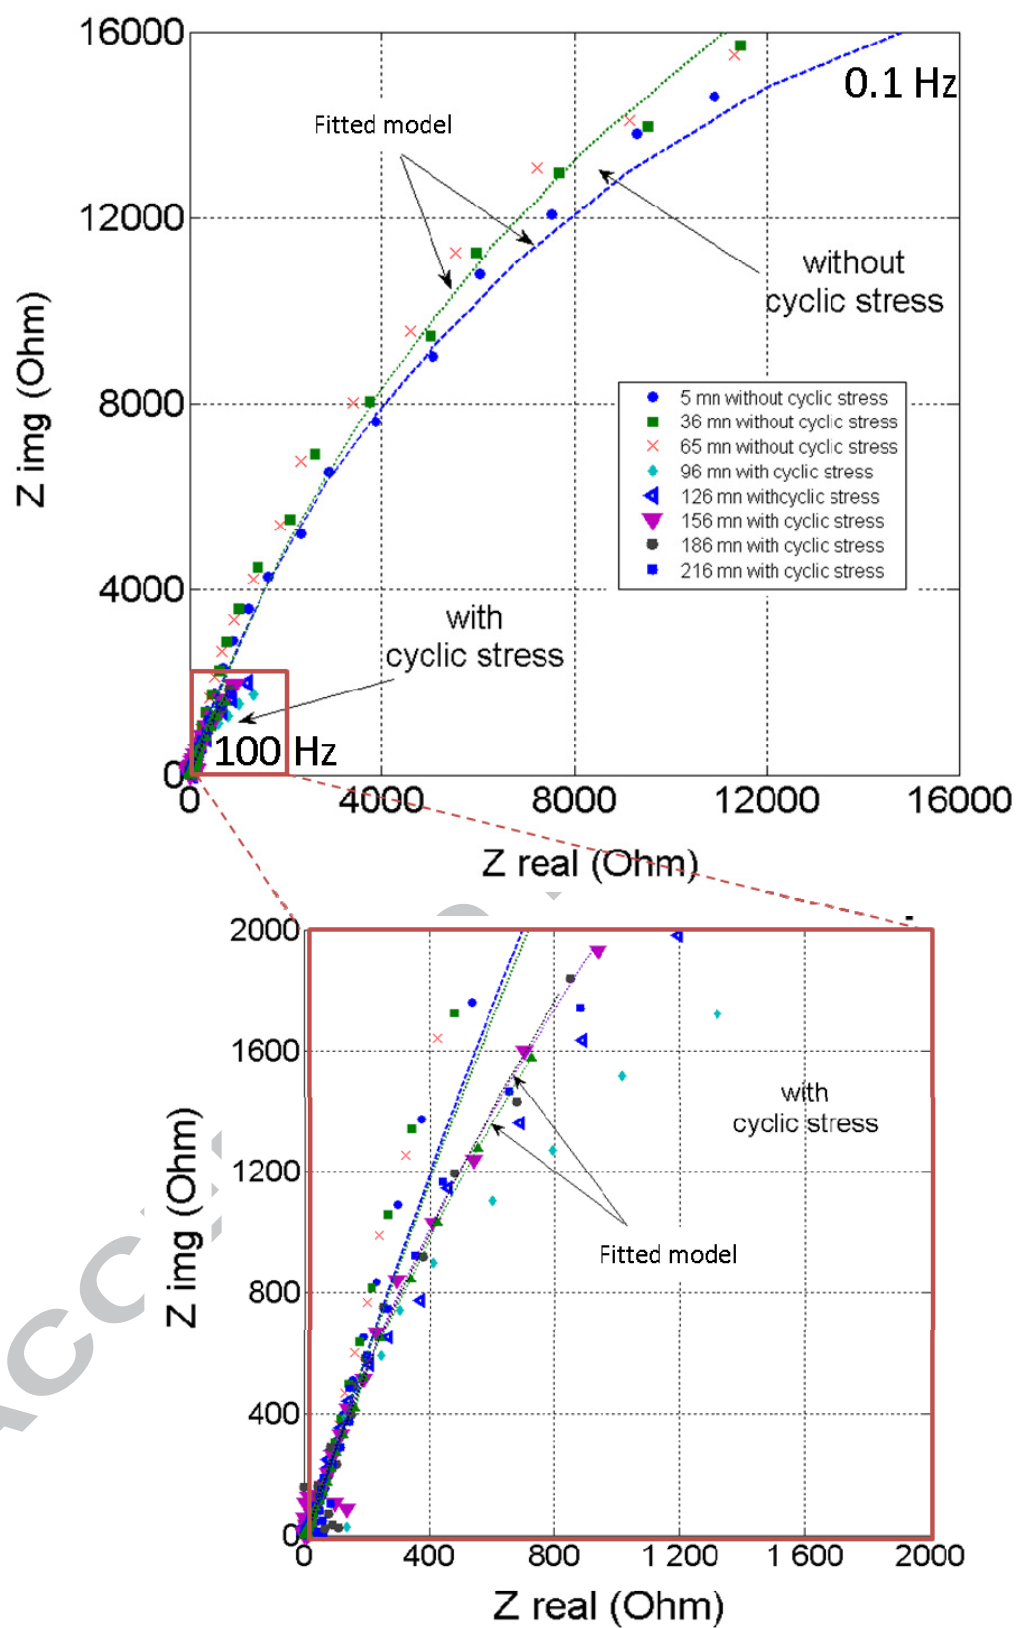 16000
0.1 Hz
Fitted model
12000
without
cyclic stress
Z img (Ohm)
8000
5 mn without cyclic stress
36 mn without cyclic stress
65 mn without cyclic stress
96 mn with cyclic stress
126 mn withcyclic stress
156 mn with cyclic stress
186 mn with cyclic stress
216 mn with cyclic stress
4000
with
cyclic stress
100 Hz
0
0 4000 8000 12000 16000
Z real (Ohm)
2000
1600
with
cyclic stress
1200
Z img (Ohm)
Fitted model
800
400
0
0 400 800 1 200 1 600 2000
Z real (Ohm)